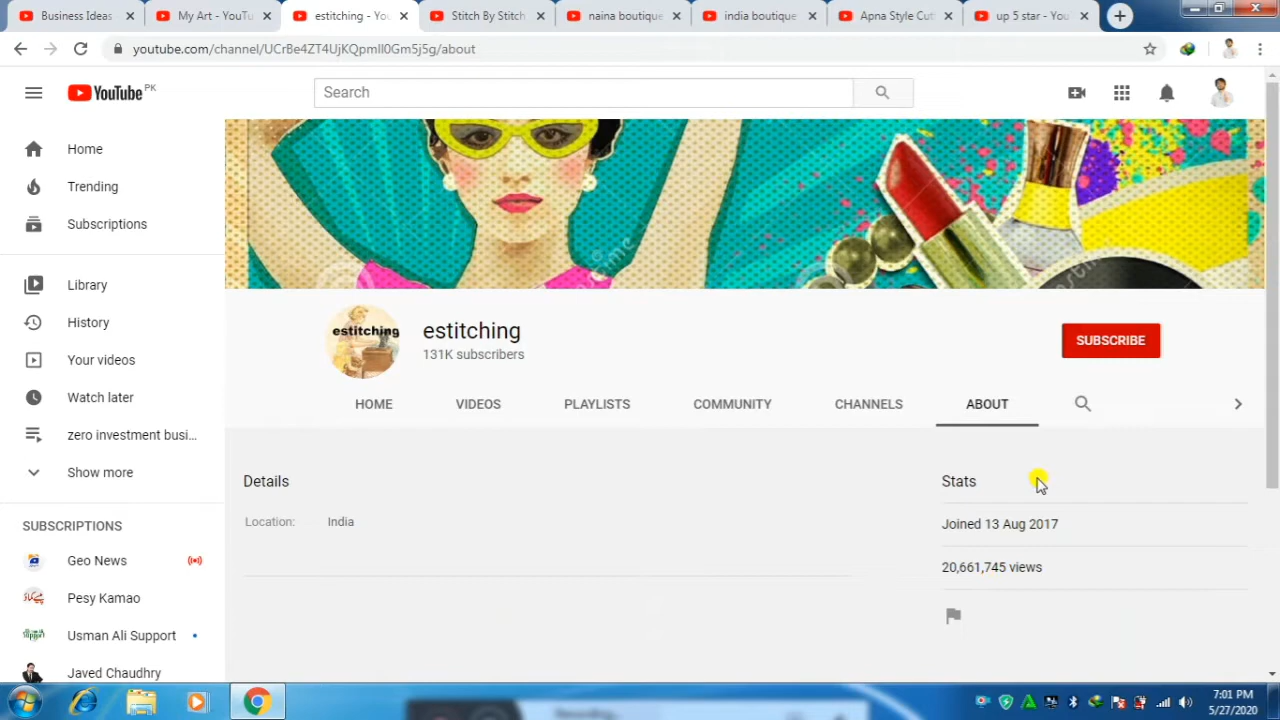 Business Ideas
My Art - YouTu
estitching - You
Stitch By Stitch
naina boutique
india boutique
Apna Style Cut
up 5 star - You
youtube.com/channel/UCrBe4ZT4UjKQpmlI0Gm5j5g/about
YouTube PK
Search
Home
Trending
Subscriptions
Library
History
Your videos
Watch later
zero investment busi...
Show more
SUBSCRIPTIONS
Geo News
Pesy Kamao
Usman Ali Support
Javed Chaudhry
estitching
estitching
131K subscribers
SUBSCRIBE
HOME VIDEOS PLAYLISTS COMMUNITY CHANNELS ABOUT
Details
Location: India
Stats
Joined 13 Aug 2017
20,661,745 views
7:01 PM
5/27/2020